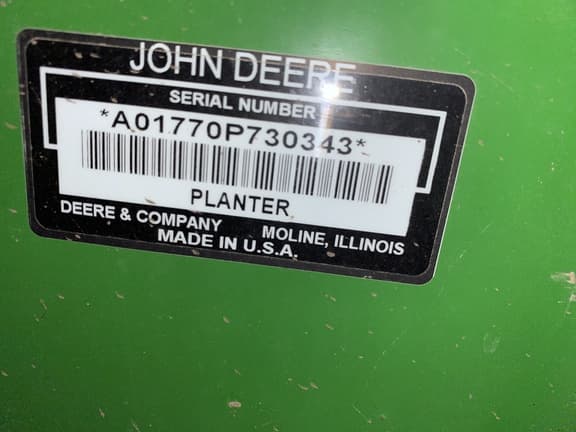 JOHN DEERE
SERIAL NUMBER
*A01770P730343*
PLANTER
DEERE & COMPANY MOLINE, ILLINOIS
MADE IN U.S.A.